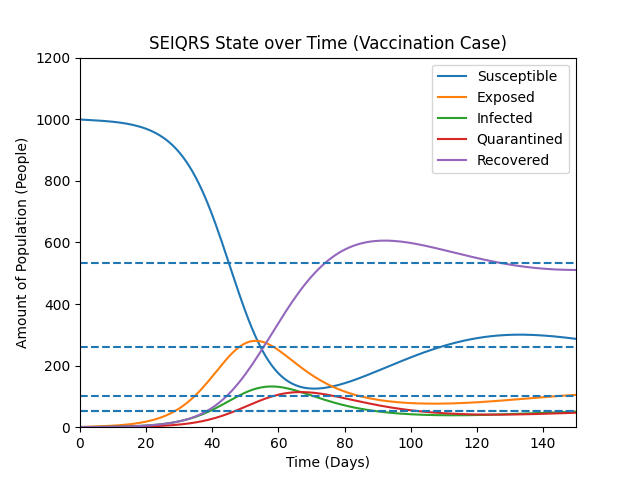 SEIQRS State over Time (Vaccination Case)
Amount of Population (People)
1200
1000
800
600
400
200
0
Susceptible
Exposed
Infected
Quarantined
Recovered
0 20 40 60 80 100 120 140
Time (Days)